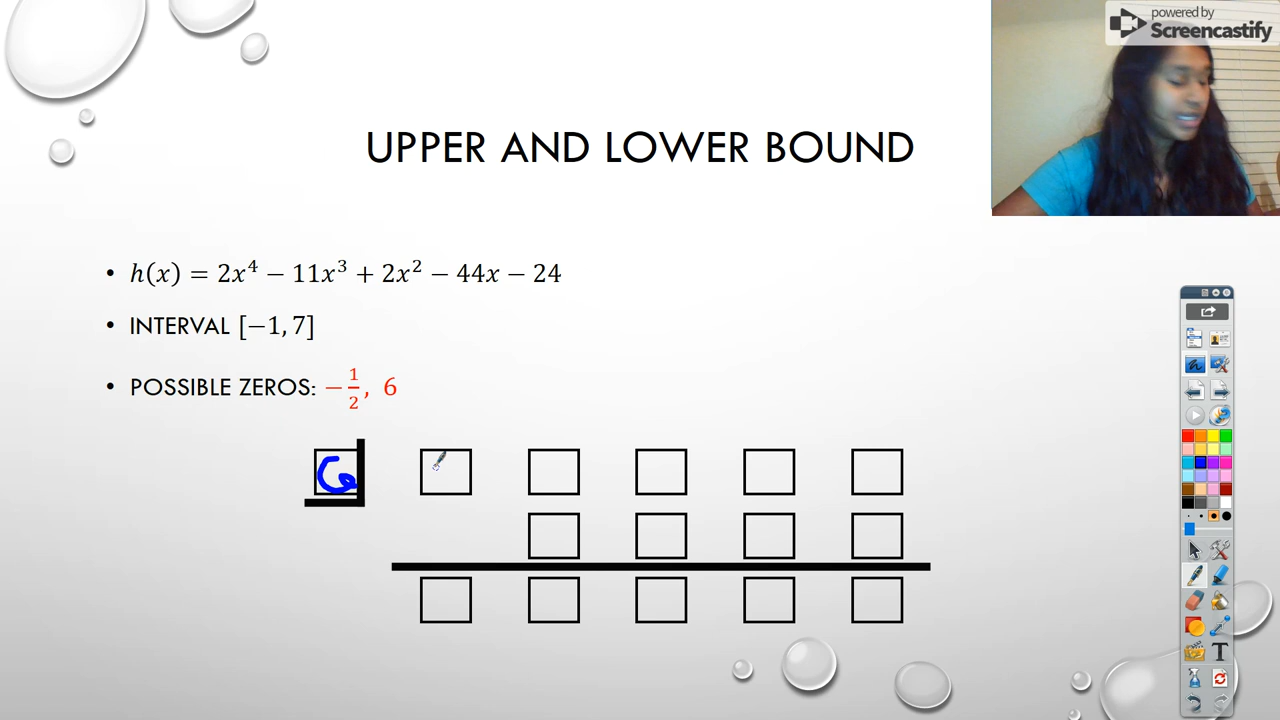 powered by
Screencastify
UPPER AND LOWER BOUND
• h(x) = 2x⁴ − 11x³ + 2x² − 44x − 24
• INTERVAL [−1, 7]
• POSSIBLE ZEROS: −1/2, 6
6
T